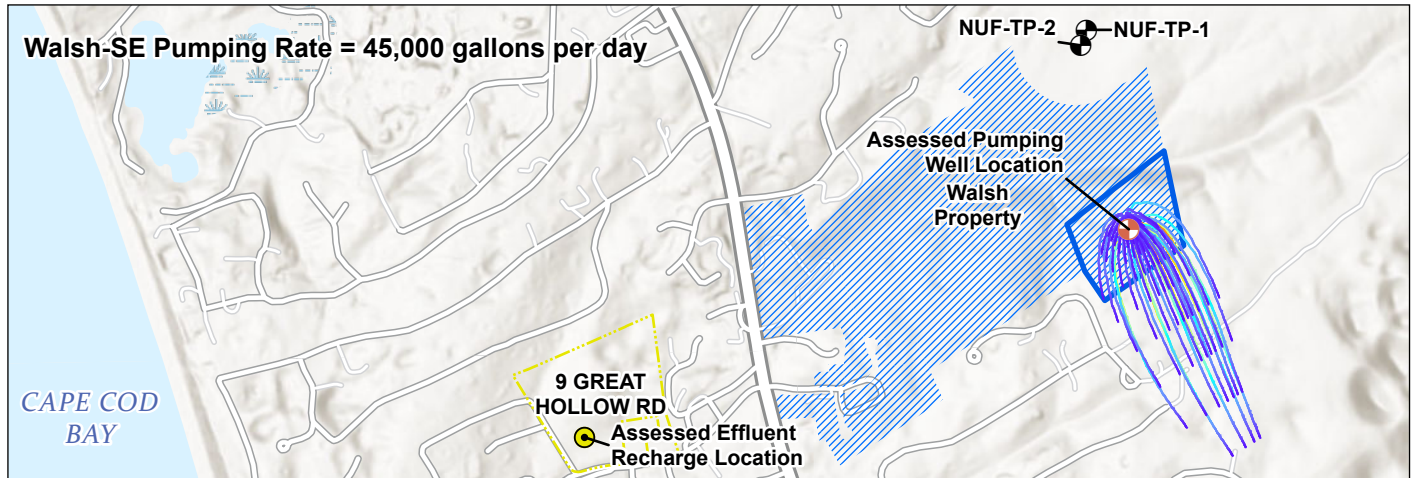 Walsh-SE Pumping Rate = 45,000 gallons per day
NUF-TP-2
NUF-TP-1
Assessed Pumping
Well Location
Walsh
Property
9 GREAT
HOLLOW RD
Assessed Effluent
Recharge Location
CAPE COD
BAY